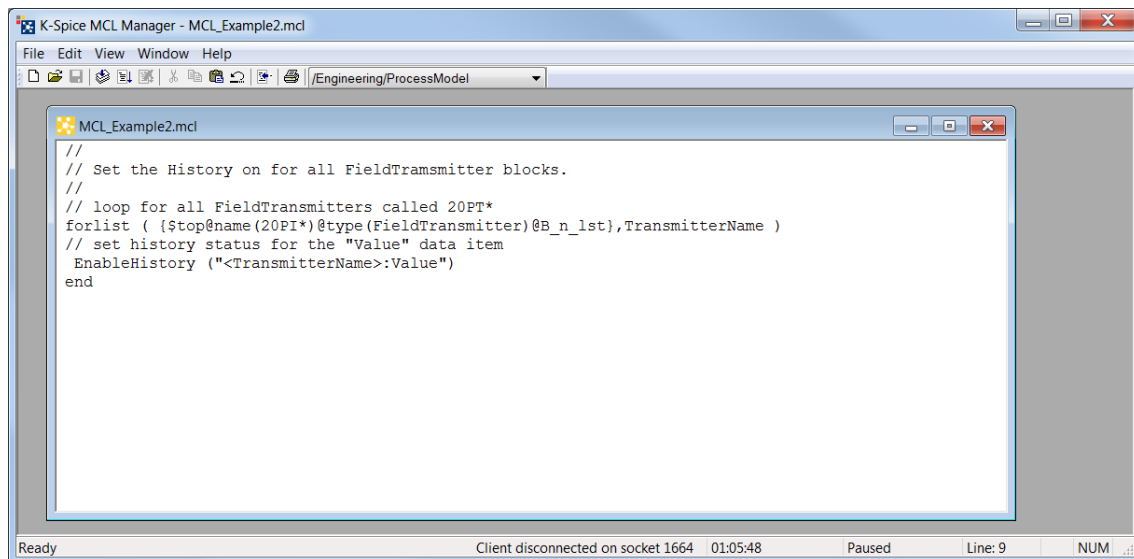 K-Spice MCL Manager - MCL_Example2.mcl
File Edit View Window Help
/Engineering/ProcessModel
MCL_Example2.mcl
//
// Set the History on for all FieldTramsmitter blocks.
//
// loop for all FieldTransmitters called 20PT*
forlist ( {$top@name(20PI*)@type(FieldTransmitter)@B_n_lst},TransmitterName )
// set history status for the "Value" data item
EnableHistory ("<TransmitterName>:Value")
end
Ready Client disconnected on socket 1664 01:05:48 Paused Line: 9 NUM